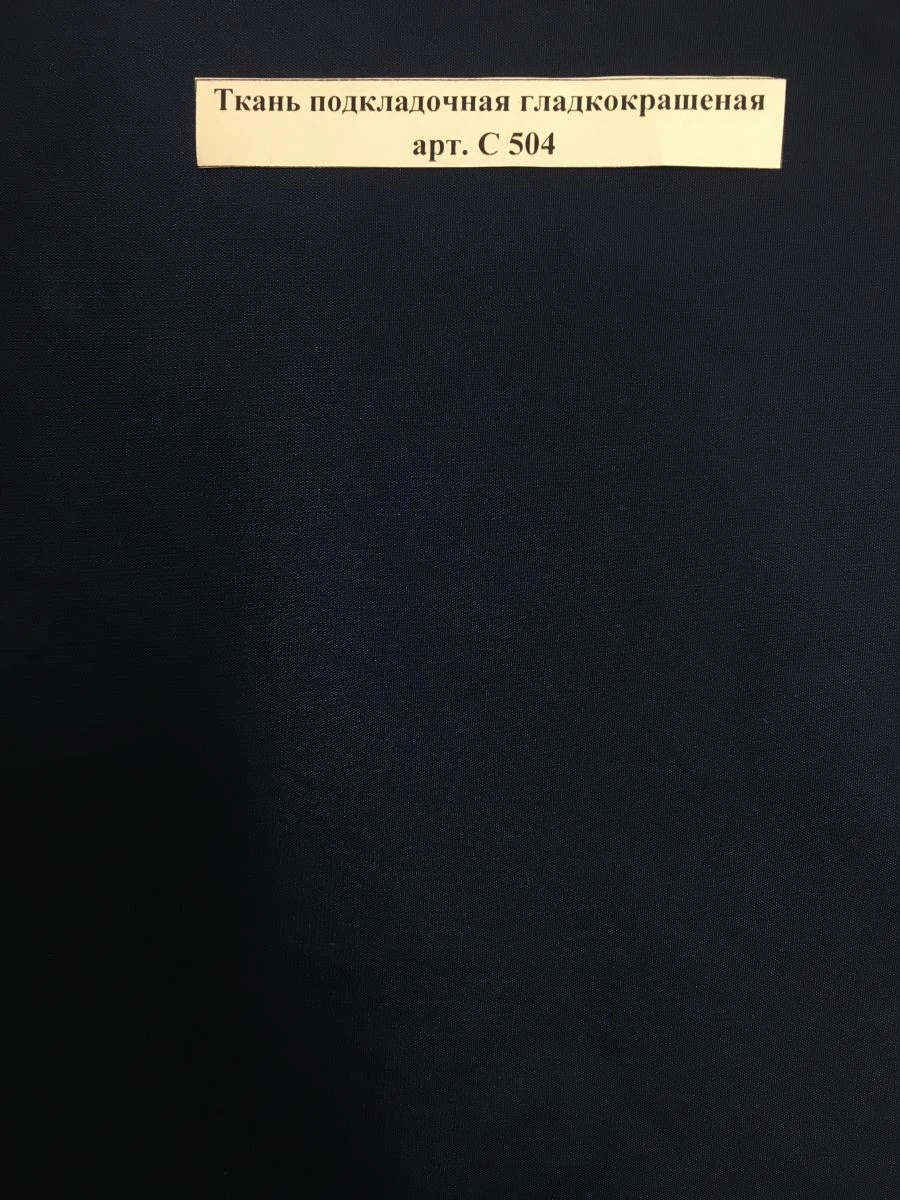 Ткань подкладочная гладкокрашеная
арт. С 504